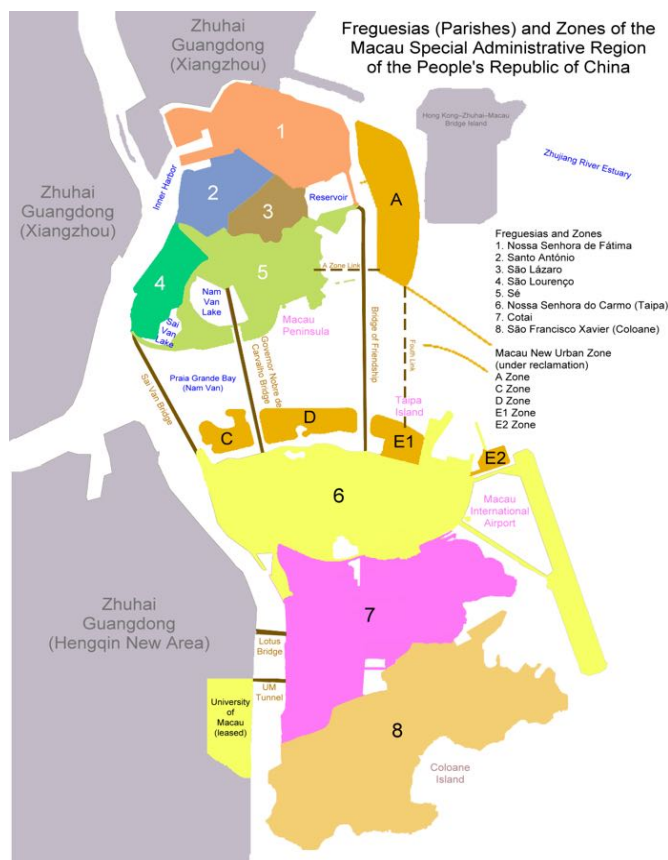 Zhuhai
Guangdong
(Xiangzhou)
Freguesias (Parishes) and Zones of the
Macau Special Administrative Region
of the People's Republic of China
Hong Kong–Zhuhai–Macau
Bridge Island
Zhujiang River Estuary
1
A
Inner Harbor
2
3
Reservoir
Zhuhai
Guangdong
(Xiangzhou)
4
5
A Zone Link
Nam
Van
Lake
Sai
Van
Lake
Macau
Peninsula
Freguesias and Zones
1. Nossa Senhora de Fátima
2. Santo António
3. São Lázaro
4. São Lourenço
5. Sé
6. Nossa Senhora do Carmo (Taipa)
7. Cotai
8. São Francisco Xavier (Coloane)
Macau New Urban Zone
(under reclamation)
A Zone
C Zone
D Zone
E1 Zone
E2 Zone
Sai Van Bridge
Praia Grande Bay
(Nam Van)
Governor Nobre de
Carvalho Bridge
Bridge of Friendship
Fouth Link
Taipa
Island
C
D
E1
E2
6
Macau
International
Airport
Zhuhai
Guangdong
(Hengqin New Area)
7
Lotus
Bridge
UM
Tunnel
University
of
Macau
(leased)
8
Coloane
Island